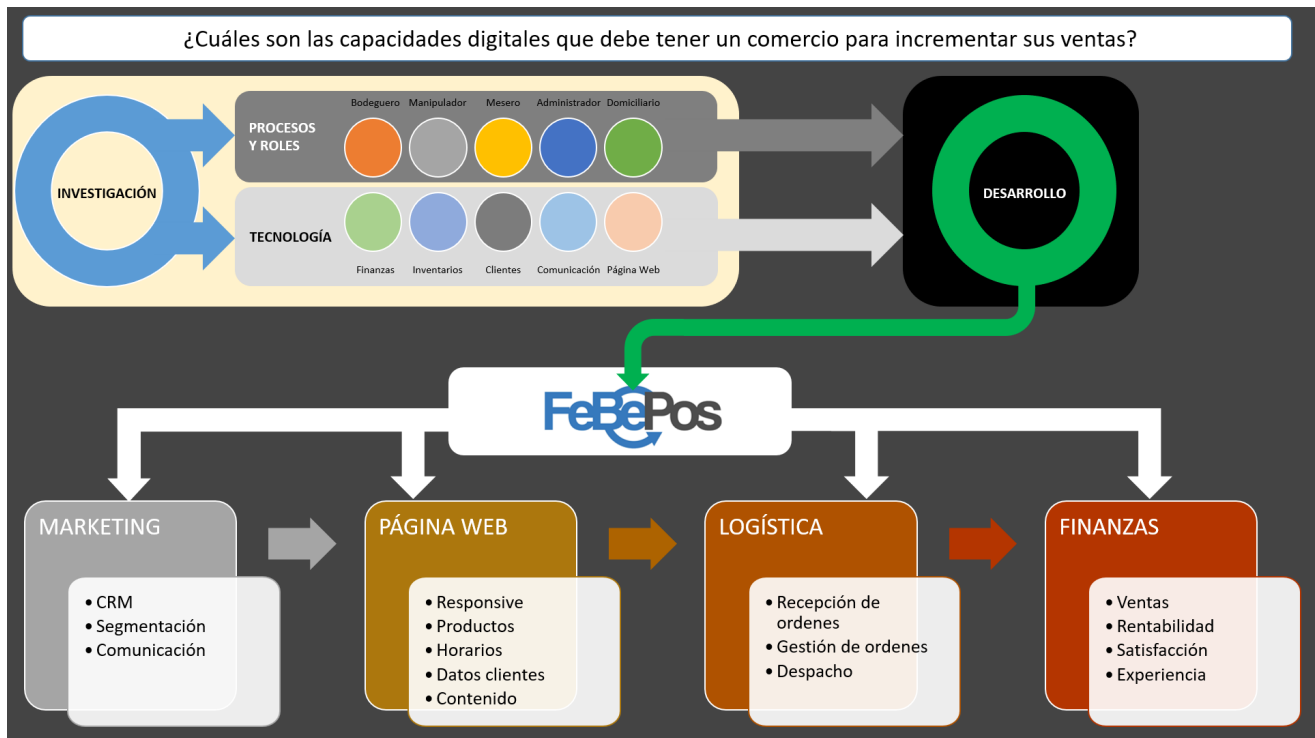 ¿Cuáles son las capacidades digitales que debe tener un comercio para incrementar sus ventas?
INVESTIGACIÓN
PROCESOS
Y ROLES
Bodeguero Manipulador Mesero Administrador Domiciliario
TECNOLOGÍA
Finanzas Inventarios Clientes Comunicación Página Web
DESARROLLO
FeBePos
MARKETING
• CRM
• Segmentación
• Comunicación
PÁGINA WEB
• Responsive
• Productos
• Horarios
• Datos clientes
• Contenido
LOGÍSTICA
• Recepción de
ordenes
• Gestión de ordenes
• Despacho
FINANZAS
• Ventas
• Rentabilidad
• Satisfacción
• Experiencia